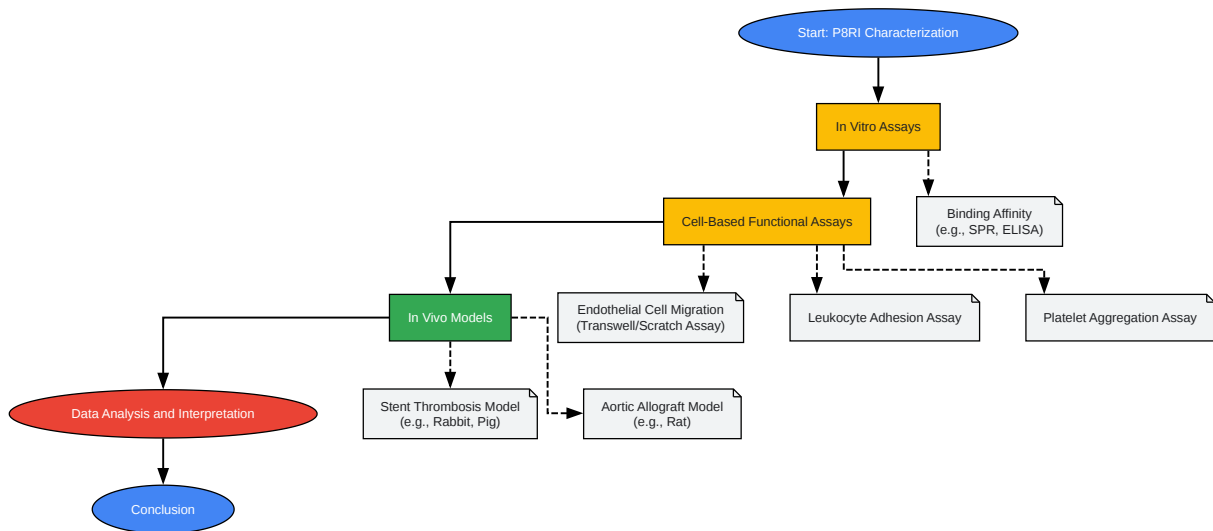 Start: P8RI Characterization
In Vitro Assays
Cell-Based Functional Assays
Binding Affinity
(e.g., SPR, ELISA)
In Vivo Models
Endothelial Cell Migration
(Transwell/Scratch Assay)
Leukocyte Adhesion Assay
Platelet Aggregation Assay
Data Analysis and Interpretation
Stent Thrombosis Model
(e.g., Rabbit, Pig)
Aortic Allograft Model
(e.g., Rat)
Conclusion